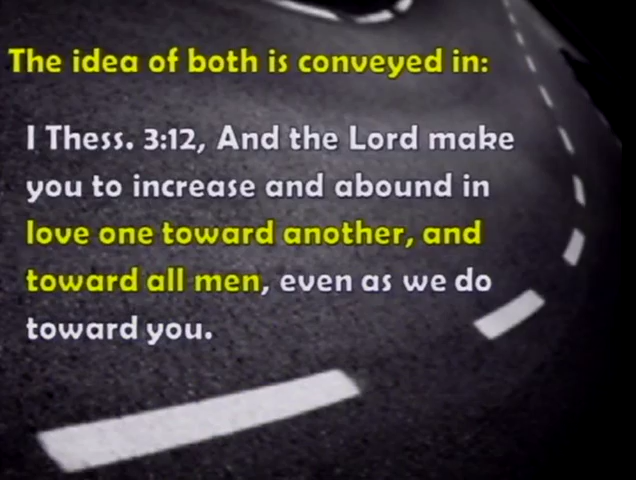 The idea of both is conveyed in:
I Thess. 3:12, And the Lord make
you to increase and abound in
love one toward another, and
toward all men, even as we do
toward you.